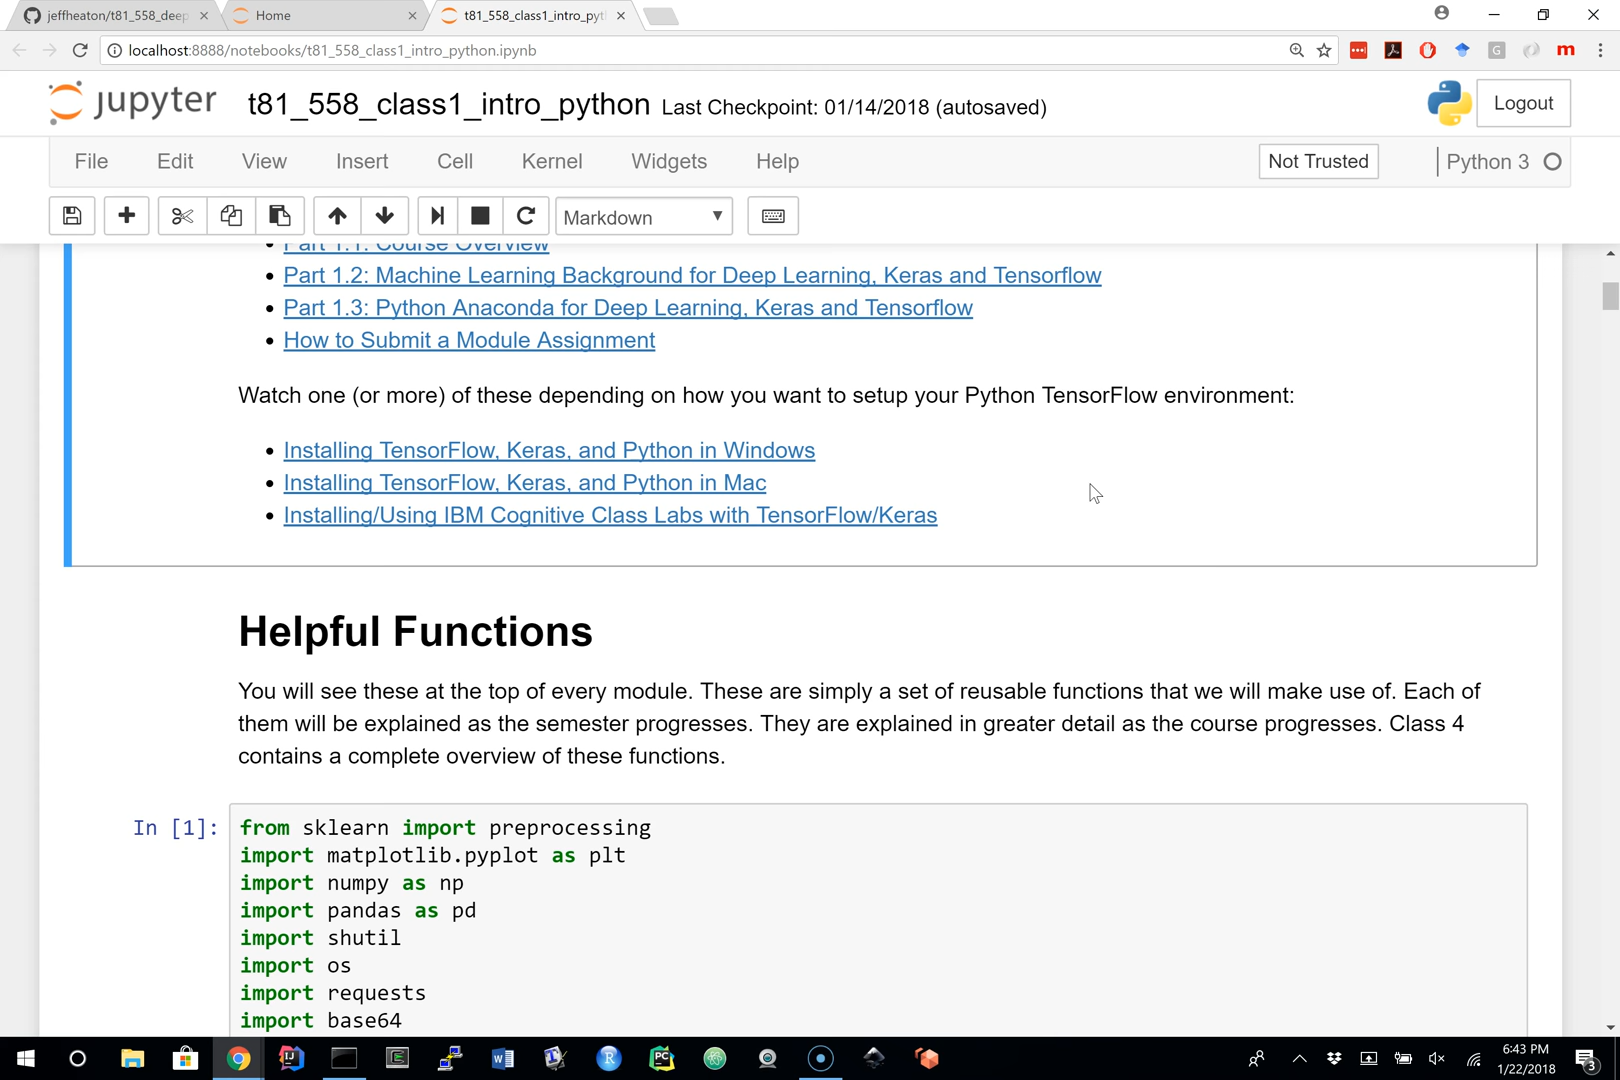 jeffheaton/t81_558_deep
Home
t81_558_class1_intro_pyt
localhost:8888/notebooks/t81_558_class1_intro_python.ipynb
jupyter
t81_558_class1_intro_python Last Checkpoint: 01/14/2018 (autosaved)
Logout
File Edit View Insert Cell Kernel Widgets Help
Not Trusted
Python 3
Markdown
Part 1.1: Course Overview
Part 1.2: Machine Learning Background for Deep Learning, Keras and Tensorflow
Part 1.3: Python Anaconda for Deep Learning, Keras and Tensorflow
How to Submit a Module Assignment
Watch one (or more) of these depending on how you want to setup your Python TensorFlow environment:
Installing TensorFlow, Keras, and Python in Windows
Installing TensorFlow, Keras, and Python in Mac
Installing/Using IBM Cognitive Class Labs with TensorFlow/Keras
Helpful Functions
You will see these at the top of every module. These are simply a set of reusable functions that we will make use of. Each of
them will be explained as the semester progresses. They are explained in greater detail as the course progresses. Class 4
contains a complete overview of these functions.
In [1]:
from sklearn import preprocessing
import matplotlib.pyplot as plt
import numpy as np
import pandas as pd
import shutil
import os
import requests
import base64
6:43 PM
1/22/2018
3